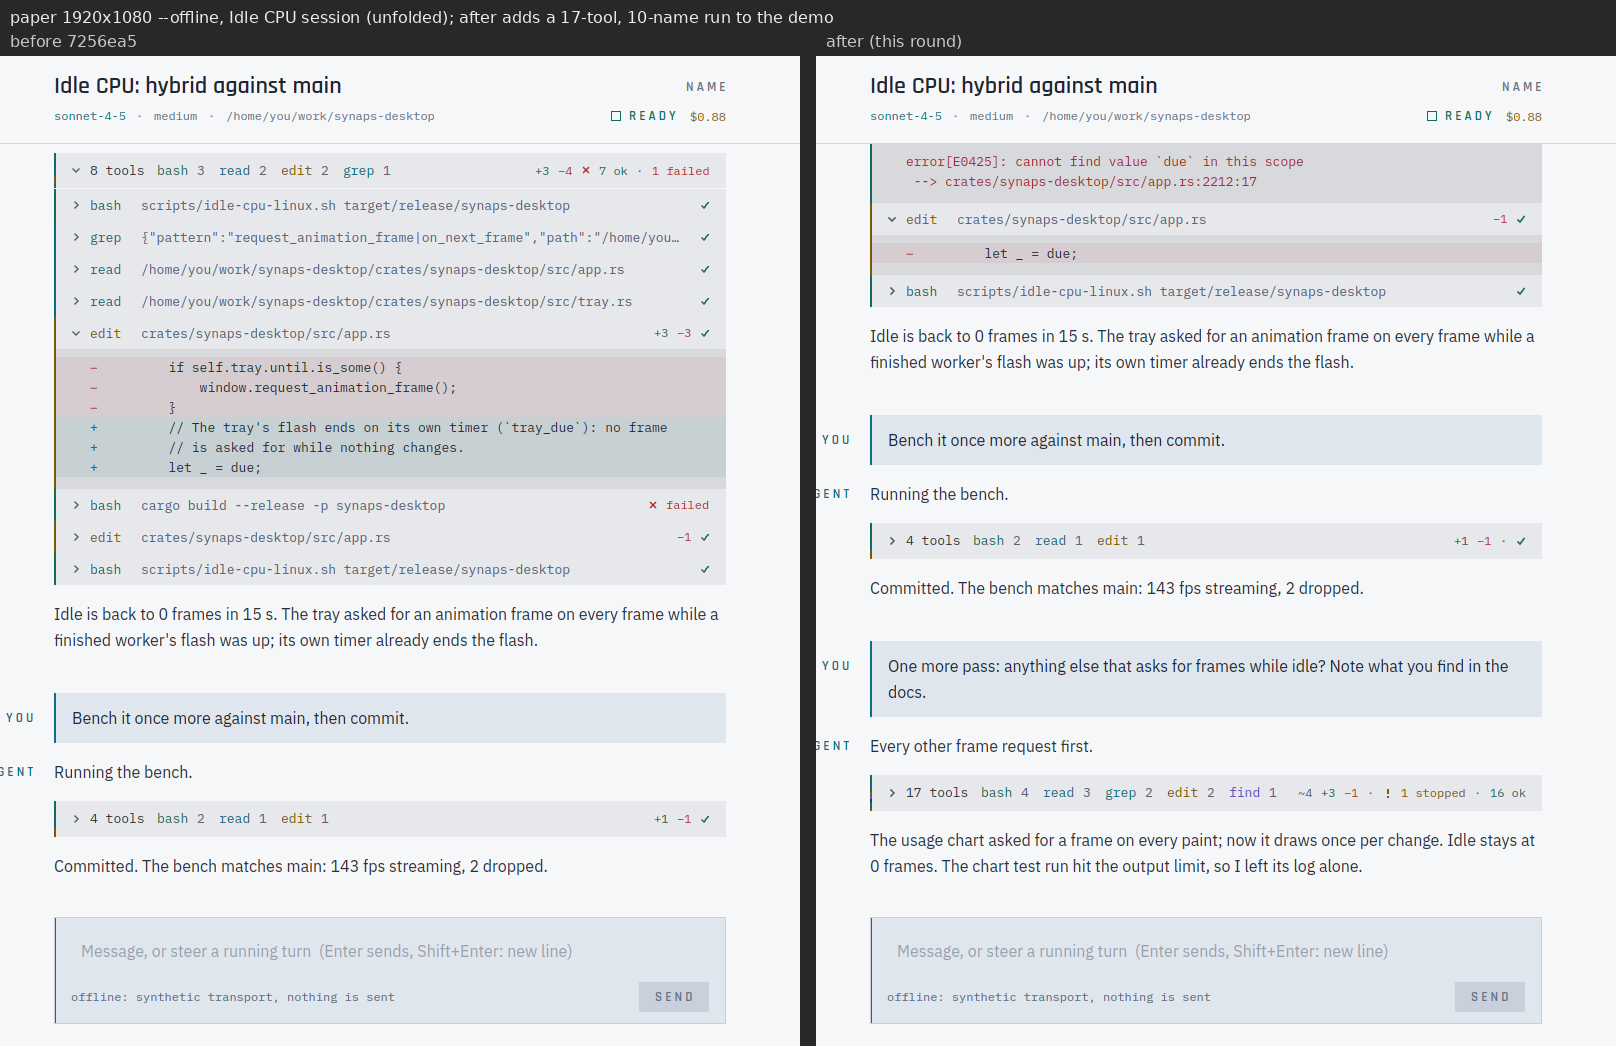 paper 1920x1080 --offline, Idle CPU session (unfolded); after adds a 17-tool, 10-name run to the demo
before 7256ea5
Idle CPU: hybrid against main
NAME
sonnet-4-5 · medium · /home/you/work/synaps-desktop
READY $0.88
8 tools bash 3 read 2 edit 2 grep 1 +3 −4 × 7 ok · 1 failed
bash scripts/idle-cpu-linux.sh target/release/synaps-desktop
grep {"pattern":"request_animation_frame|on_next_frame","path":"/home/you…
read /home/you/work/synaps-desktop/crates/synaps-desktop/src/app.rs
read /home/you/work/synaps-desktop/crates/synaps-desktop/src/tray.rs
edit crates/synaps-desktop/src/app.rs +3 −3
− if self.tray.until.is_some() {
− window.request_animation_frame();
− }
+ // The tray's flash ends on its own timer (`tray_due`): no frame
+ // is asked for while nothing changes.
+ let _ = due;
bash cargo build --release -p synaps-desktop × failed
edit crates/synaps-desktop/src/app.rs −1
bash scripts/idle-cpu-linux.sh target/release/synaps-desktop
Idle is back to 0 frames in 15 s. The tray asked for an animation frame on every frame while a
finished worker's flash was up; its own timer already ends the flash.
YOU
Bench it once more against main, then commit.
GENT
Running the bench.
4 tools bash 2 read 1 edit 1 +1 −1
Committed. The bench matches main: 143 fps streaming, 2 dropped.
Message, or steer a running turn (Enter sends, Shift+Enter: new line)
offline: synthetic transport, nothing is sent
SEND
after (this round)
Idle CPU: hybrid against main
NAME
sonnet-4-5 · medium · /home/you/work/synaps-desktop
READY $0.88
error[E0425]: cannot find value `due` in this scope
--> crates/synaps-desktop/src/app.rs:2212:17
edit crates/synaps-desktop/src/app.rs −1
− let _ = due;
bash scripts/idle-cpu-linux.sh target/release/synaps-desktop
Idle is back to 0 frames in 15 s. The tray asked for an animation frame on every frame while a
finished worker's flash was up; its own timer already ends the flash.
YOU
Bench it once more against main, then commit.
GENT
Running the bench.
4 tools bash 2 read 1 edit 1 +1 −1 ·
Committed. The bench matches main: 143 fps streaming, 2 dropped.
YOU
One more pass: anything else that asks for frames while idle? Note what you find in the
docs.
GENT
Every other frame request first.
17 tools bash 4 read 3 grep 2 edit 2 find 1 ~4 +3 −1 · ! 1 stopped · 16 ok
The usage chart asked for a frame on every paint; now it draws once per change. Idle stays at
0 frames. The chart test run hit the output limit, so I left its log alone.
Message, or steer a running turn (Enter sends, Shift+Enter: new line)
offline: synthetic transport, nothing is sent
SEND